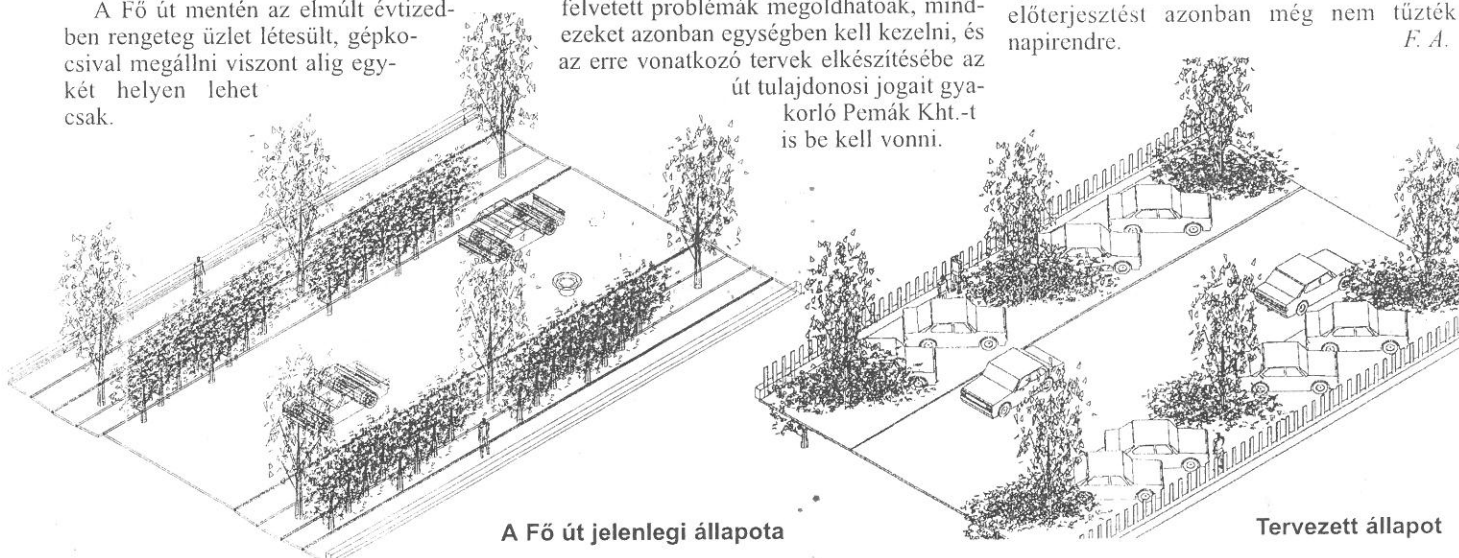 A Fő út mentén az elmúlt évtized-
ben rengeteg üzlet létesült, gépko-
csival megállni viszont alig egy-
két helyen lehet
csak.
felvetett problémák megoldhatóak, mind-
ezeket azonban egységben kell kezelni, és
az erre vonatkozó tervek elkészítésébe az
út tulajdonosi jogait gya-
korló Pemák Kht.-t
is be kell vonni.
előterjesztést azonban még nem tűzték
napirendre. F. A.
A Fő út jelenlegi állapota
Tervezett állapot